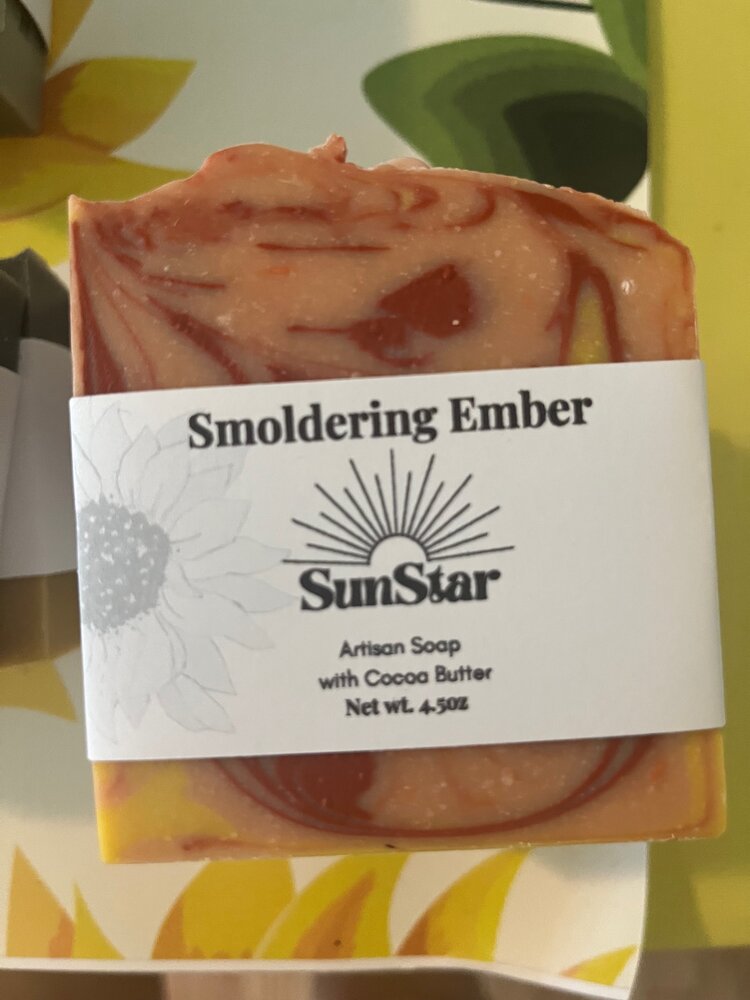 Smoldering Ember
SunStar
Artisan Soap
with Cocoa Butter
Net wt. 4.5oz